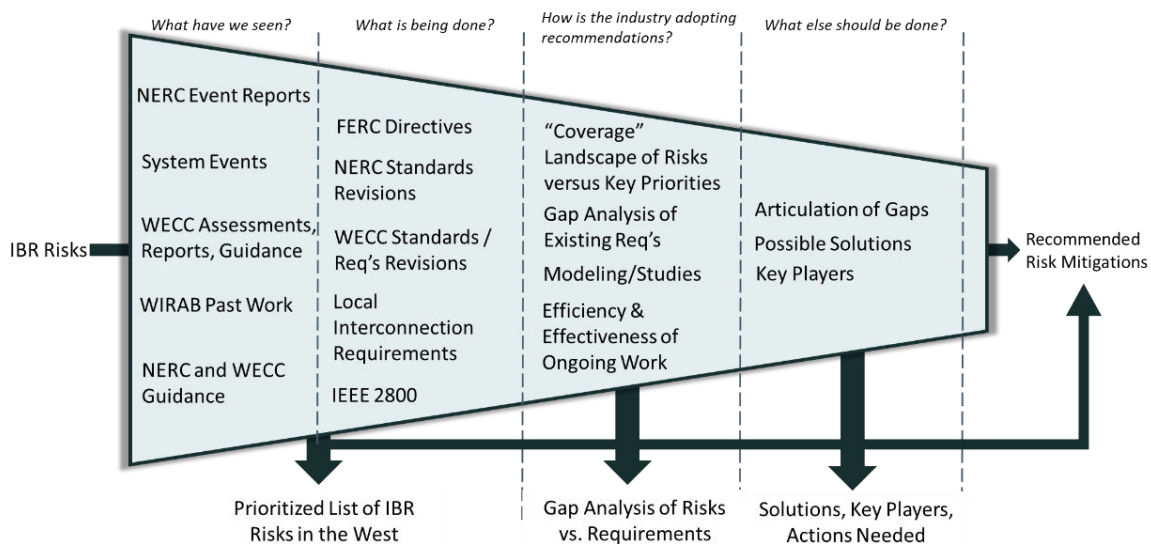 What have we seen?
What is being done?
How is the industry adopting
recommendations?
What else should be done?
IBR Risks
NERC Event Reports
System Events
WECC Assessments,
Reports, Guidance
WIRAB Past Work
NERC and WECC
Guidance
FERC Directives
NERC Standards
Revisions
WECC Standards /
Req’s Revisions
Local
Interconnection
Requirements
IEEE 2800
“Coverage”
Landscape of Risks
versus Key Priorities
Gap Analysis of
Existing Req’s
Modeling/Studies
Efficiency &
Effectiveness of
Ongoing Work
Articulation of Gaps
Possible Solutions
Key Players
Recommended
Risk Mitigations
Prioritized List of IBR
Risks in the West
Gap Analysis of Risks
vs. Requirements
Solutions, Key Players,
Actions Needed